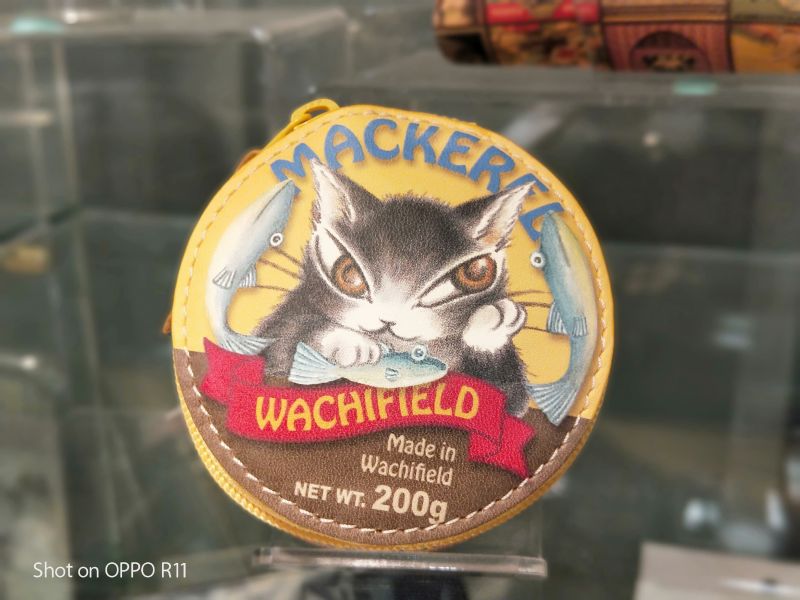 MACKEREL
WACHIFIELD
Made in
Wachifield
NET WT. 200g
Shot on OPPO R11